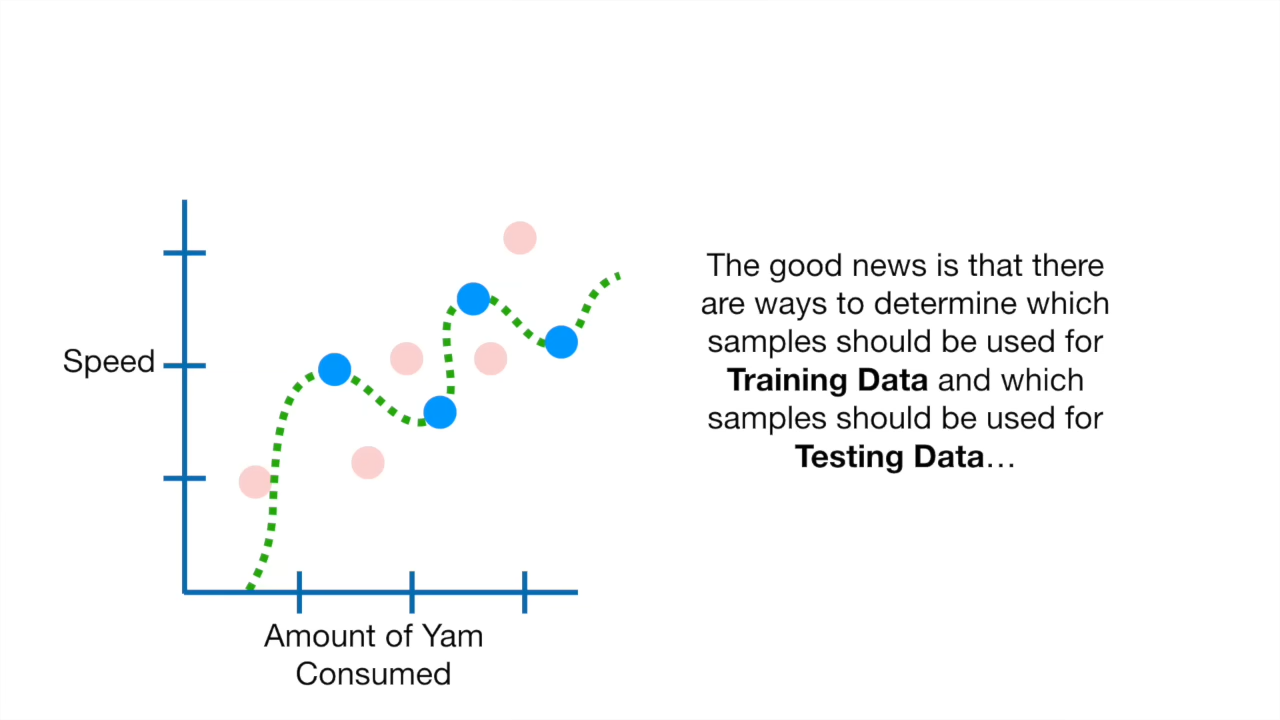 The good news is that there
are ways to determine which
samples should be used for
Training Data and which
samples should be used for
Testing Data…
Speed
Amount of Yam
Consumed